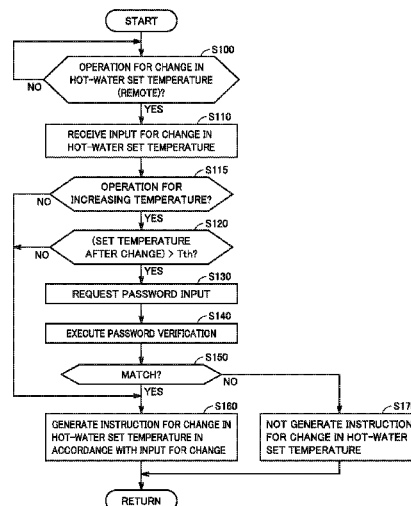 START
S100
OPERATION FOR CHANGE IN
HOT-WATER SET TEMPERATURE
(REMOTE)?
NO
YES
S110
RECEIVE INPUT FOR CHANGE IN
HOT-WATER SET TEMPERATURE
S115
OPERATION FOR
INCREASING TEMPERATURE?
NO
YES
S120
(SET TEMPERATURE
AFTER CHANGE) > Tth?
NO
YES
S130
REQUEST PASSWORD INPUT
S140
EXECUTE PASSWORD VERIFICATION
S150
MATCH?
NO
YES
S160
GENERATE INSTRUCTION FOR CHANGE IN
HOT-WATER SET TEMPERATURE IN
ACCORDANCE WITH INPUT FOR CHANGE
S17
NOT GENERATE INSTRUCTION
FOR CHANGE IN HOT-WATER
SET TEMPERATURE
RETURN